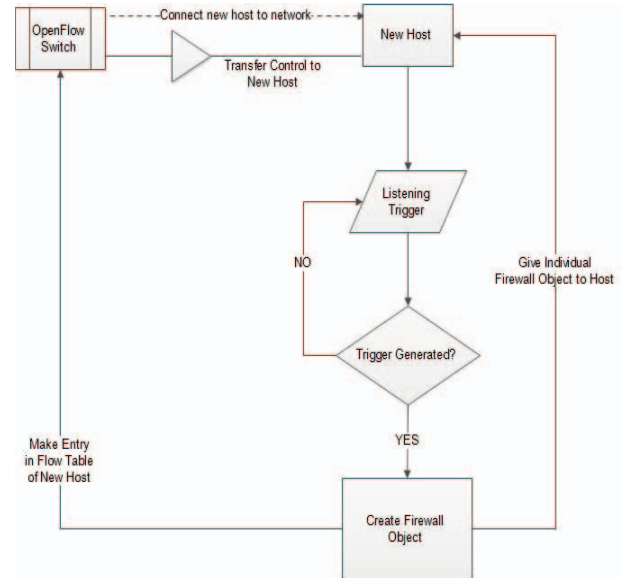 OpenFlow
Switch
Connect new host to network
New Host
Transfer Control to
New Host
Listening
Trigger
NO
Give Individual
Firewall Object to Host
Trigger Generated?
YES
Make Entry
in Flow Table
of New Host
Create Firewall
Object